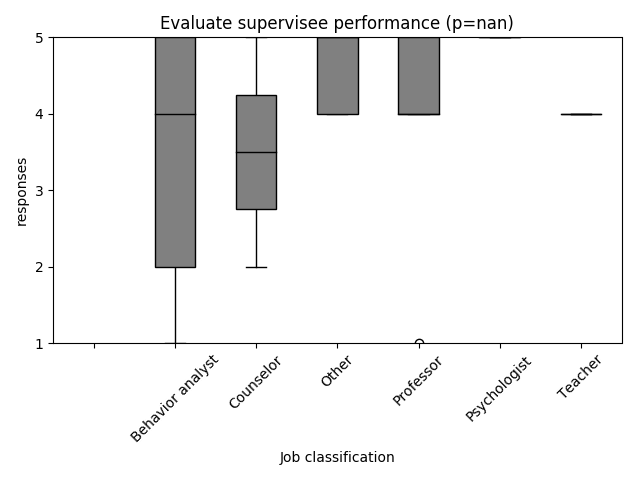 Evaluate supervisee performance (p=nan)
5
4
3
2
1
responses
Behavior analyst
Counselor
Other
Professor
Psychologist
Teacher
Job classification